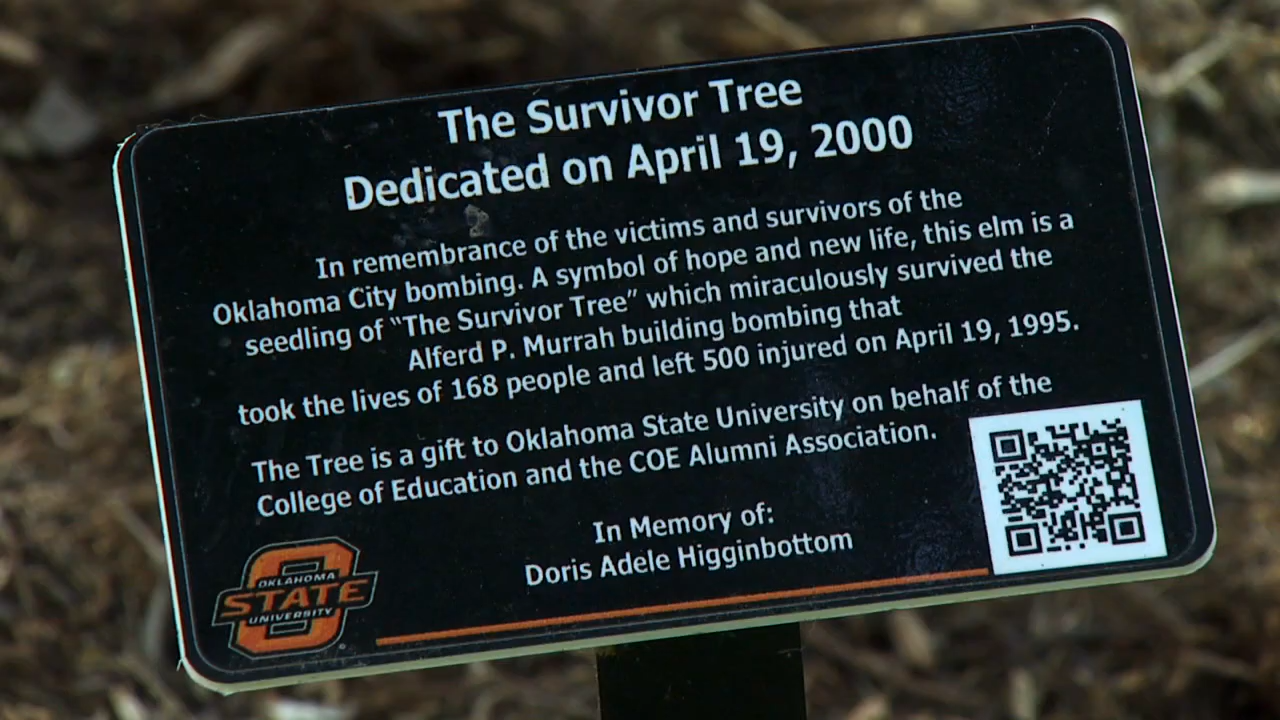 The Survivor Tree
Dedicated on April 19, 2000
In remembrance of the victims and survivors of the
Oklahoma City bombing. A symbol of hope and new life, this elm is a
seedling of “The Survivor Tree” which miraculously survived the
Alferd P. Murrah building bombing that
took the lives of 168 people and left 500 injured on April 19, 1995.
The Tree is a gift to Oklahoma State University on behalf of the
College of Education and the COE Alumni Association.
In Memory of:
Doris Adele Higginbottom
OKLAHOMA
STATE
UNIVERSITY